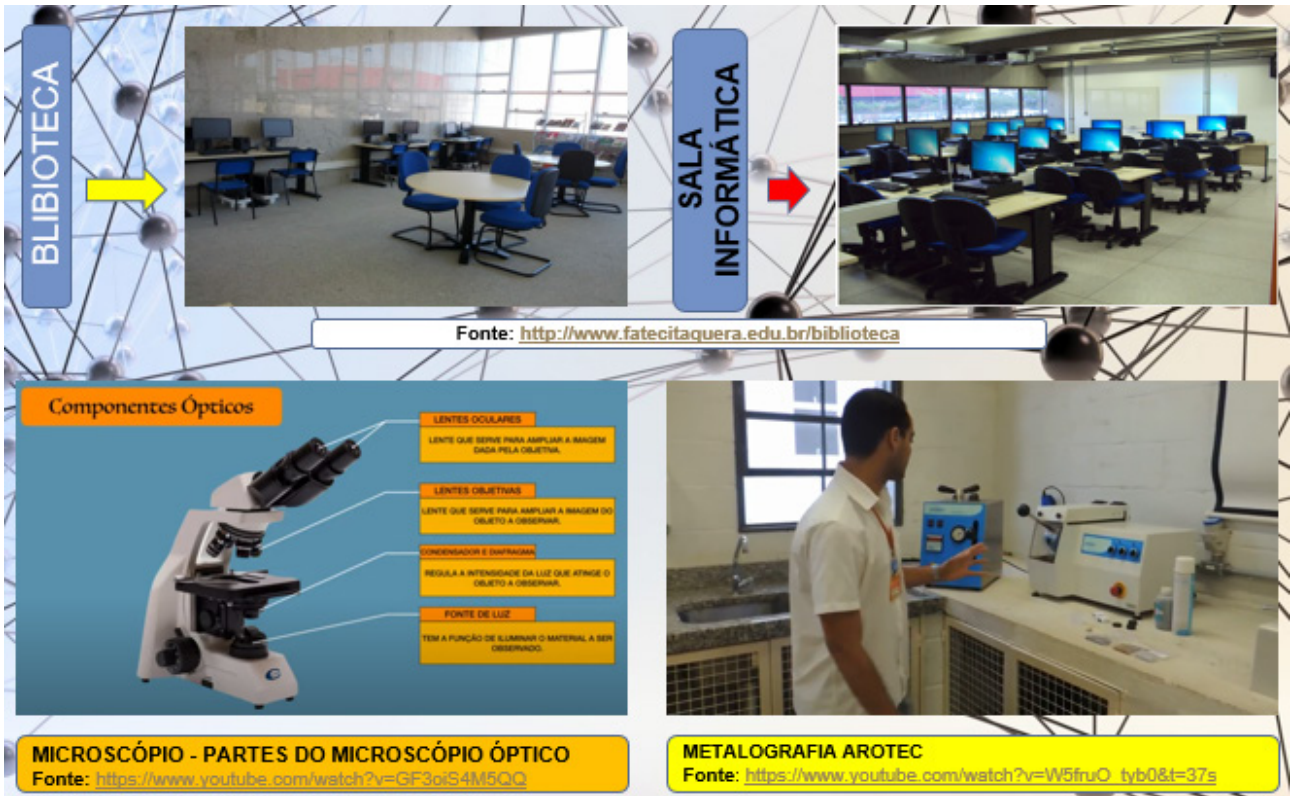 BLIBIOTECA
SALA
INFORMÁTICA
Fonte: http://www.fatecitaquera.edu.br/biblioteca
Componentes Ópticos
LENTES OCULARES
LENTE QUE SERVE PARA AMPLIAR A IMAGEM
DADA PELA OBJETIVA.
LENTES OBJETIVAS
LENTE QUE SERVE PARA AMPLIAR A IMAGEM DO
OBJETO A OBSERVAR.
CONDENSADOR E DIAFRAGMA
REGULA A INTENSIDADE DA LUZ QUE ATINGE O
OBJETO A OBSERVAR.
FONTE DE LUZ
TEM A FUNÇÃO DE ILUMINAR O MATERIAL A SER
OBSERVADO.
MICROSCÓPIO - PARTES DO MICROSCÓPIO ÓPTICO
Fonte: https://www.youtube.com/watch?v=GF3oiS4M5QQ
METALOGRAFIA AROTEC
Fonte: https://www.youtube.com/watch?v=W5fruO_tyb0&t=37s